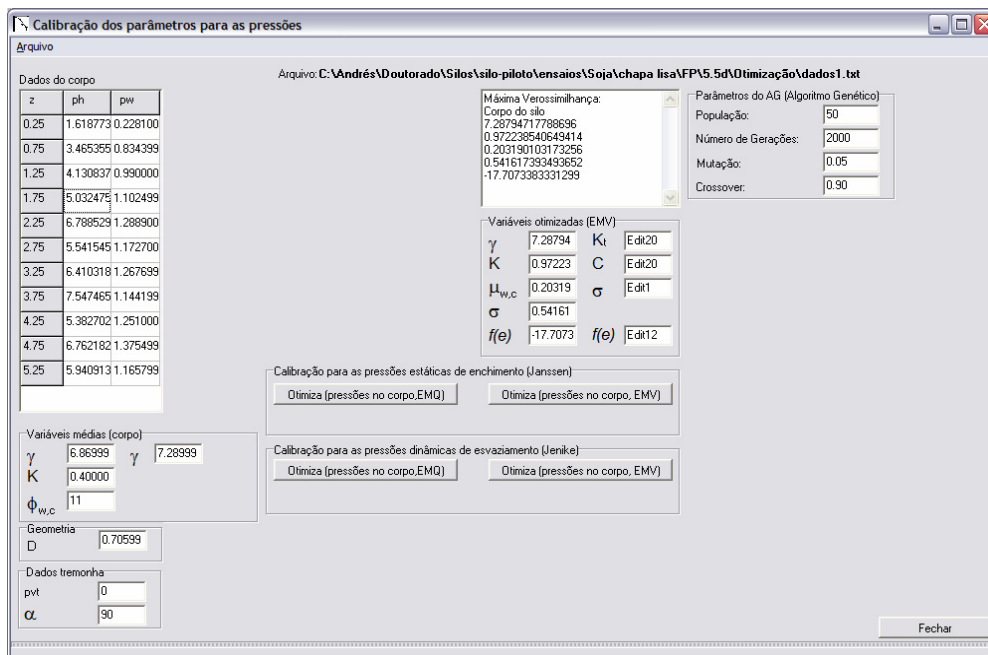 Calibração dos parâmetros para as pressões
Arquivo
Arquivo: C:\Andrés\Doutorado\Silos\silo-piloto\ensaios\Soja\chapa lisa\FP\5.5d\Otimização\dados1.txt
Dados do corpo
z ph pw
0.25 1.618773 0.228100
0.75 3.465355 0.834399
1.25 4.130837 0.990000
1.75 5.032475 1.102499
2.25 6.788529 1.288900
2.75 5.541545 1.172700
3.25 6.410318 1.267699
3.75 7.547465 1.144199
4.25 5.382702 1.251000
4.75 6.762182 1.375499
5.25 5.940913 1.165799
Máxima Verossimilhança:
Corpo do silo
7.28794717788696
0.972238540649414
0.203190103173256
0.541617393493652
-17.7073383331299
Parâmetros do AG (Algoritmo Genético)
População: 50
Número de Gerações: 2000
Mutação: 0.05
Crossover: 0.90
Variáveis otimizadas (EMV)
γ 7.28794 Kt Edit20
K 0.97223 C Edit20
μw,c 0.20319 σ Edit1
σ 0.54161
f(e) -17.7073 f(e) Edit12
Calibração para as pressões estáticas de enchimento (Janssen)
Otimiza (pressões no corpo,EMQ) Otimiza (pressões no corpo, EMV)
Calibração para as pressões dinâmicas de esvaziamento (Jenike)
Otimiza (pressões no corpo,EMQ) Otimiza (pressões no corpo, EMV)
Variáveis médias (corpo)
γ 6.86999 γ 7.28999
K 0.40000
ϕw,c 11
Geometria
D 0.70599
Dados tremonha
pvt 0
α 90
Fechar